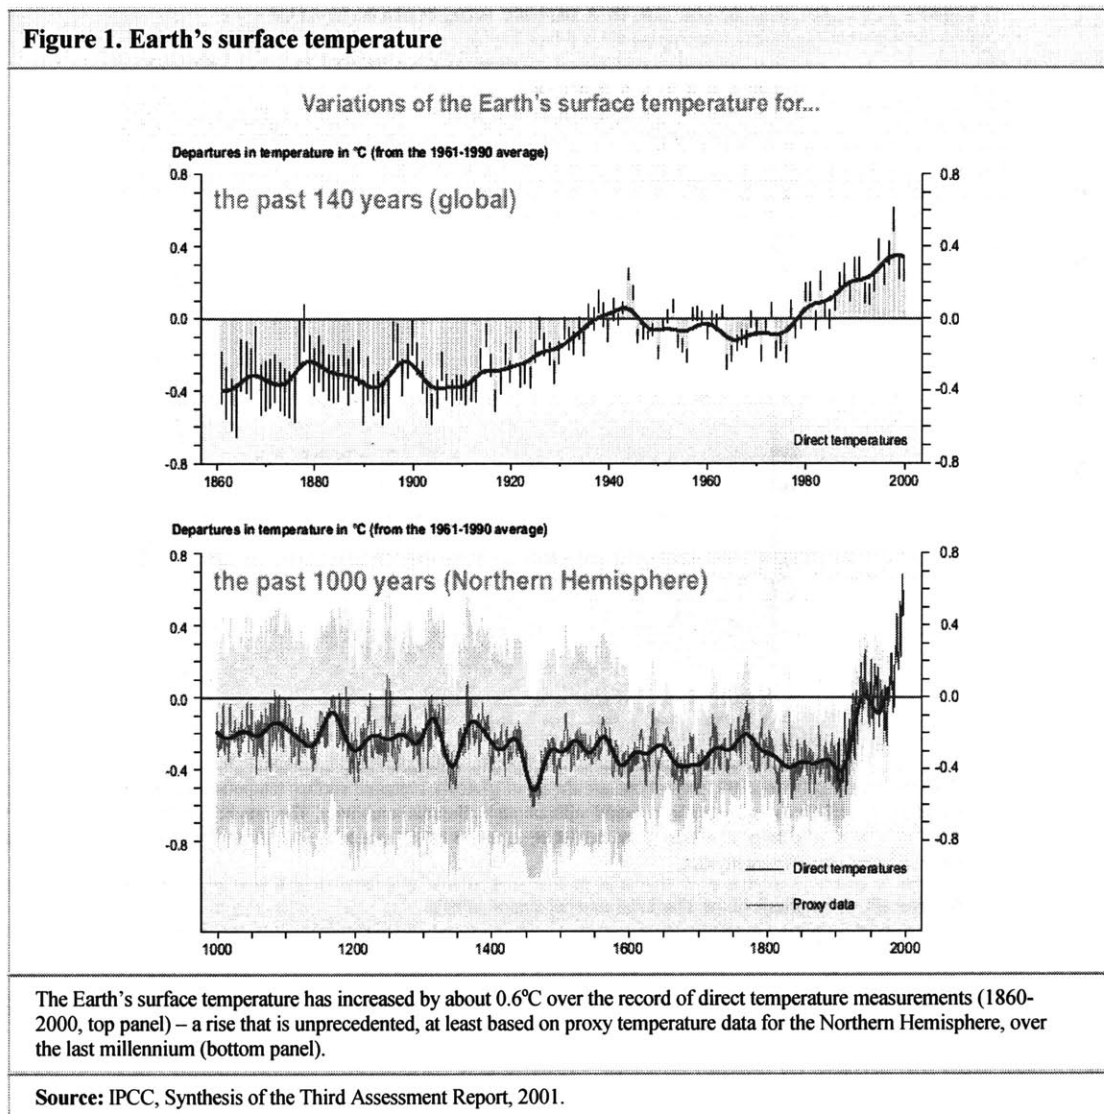 Figure 1. Earth's surface temperature
Variations of the Earth's surface temperature for...
Departures in temperature in °C (from the 1961-1990 average)
the past 140 years (global)
0.8 0.8
0.4 0.4
0.0 0.0
-0.4 -0.4
Direct temperatures
-0.8 -0.8
1860 1880 1900 1920 1940 1960 1980 2000
Departures in temperature in °C (from the 1961-1990 average)
0.8 0.8
the past 1000 years (Northern Hemisphere)
0.4 0.4
0.0 0.0
-0.4 -0.4
-0.8 -0.8
Direct temperatures
Proxy data
1000 1200 1400 1600 1800 2000
The Earth's surface temperature has increased by about 0.6°C over the record of direct temperature measurements (1860-
2000, top panel) – a rise that is unprecedented, at least based on proxy temperature data for the Northern Hemisphere, over
the last millennium (bottom panel).
Source: IPCC, Synthesis of the Third Assessment Report, 2001.